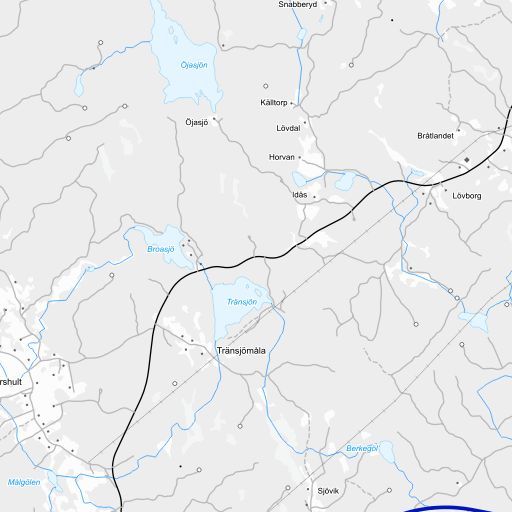 Snabberyd
Öjasjön
Källtorp
Öjasjö
Lövdal
Bråtlandet
Horvan
Idås
Lövborg
Broasjö
Tränsjön
Tränsjömåla
rshult
Berkegöl
Målgölen
Sjövik